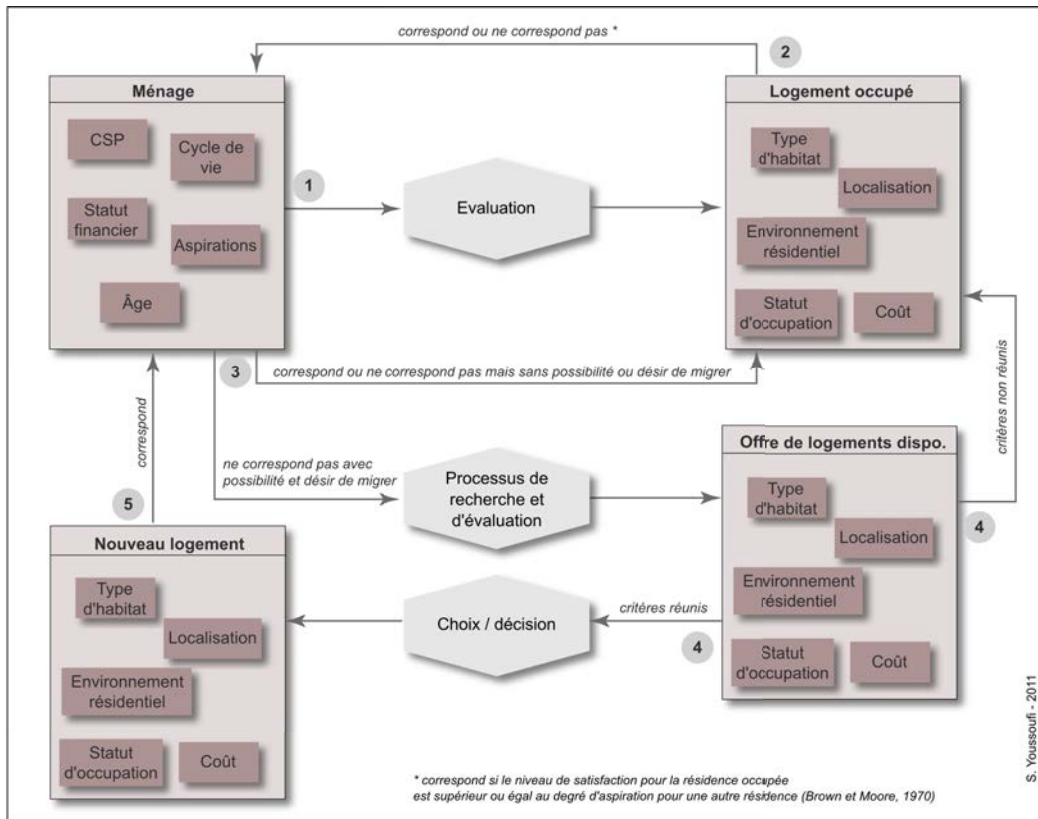 correspond ou ne correspond pas *
2
Ménage
CSP
Cycle de
vie
Statut
financier
Aspirations
Âge
1
Evaluation
Logement occupé
Type
d'habitat
Localisation
Environnement
résidentiel
Statut
d'occupation
Coût
3
correspond ou ne correspond pas mais sans possibilité ou désir de migrer
correspond
critères non réunis
ne correspond pas avec
possibilité et désir de migrer
Processus de
recherche et
d'évaluation
Offre de logements dispo.
Type
d'habitat
Localisation
Environnement
résidentiel
Statut
d'occupation
Coût
4
5
Nouveau logement
Type
d'habitat
Localisation
Environnement
résidentiel
Statut
d'occupation
Coût
Choix / décision
critères réunis
4
* correspond si le niveau de satisfaction pour la résidence occupée
est supérieur ou égal au degré d'aspiration pour une autre résidence (Brown et Moore, 1970)
S. Youssoufi - 2011